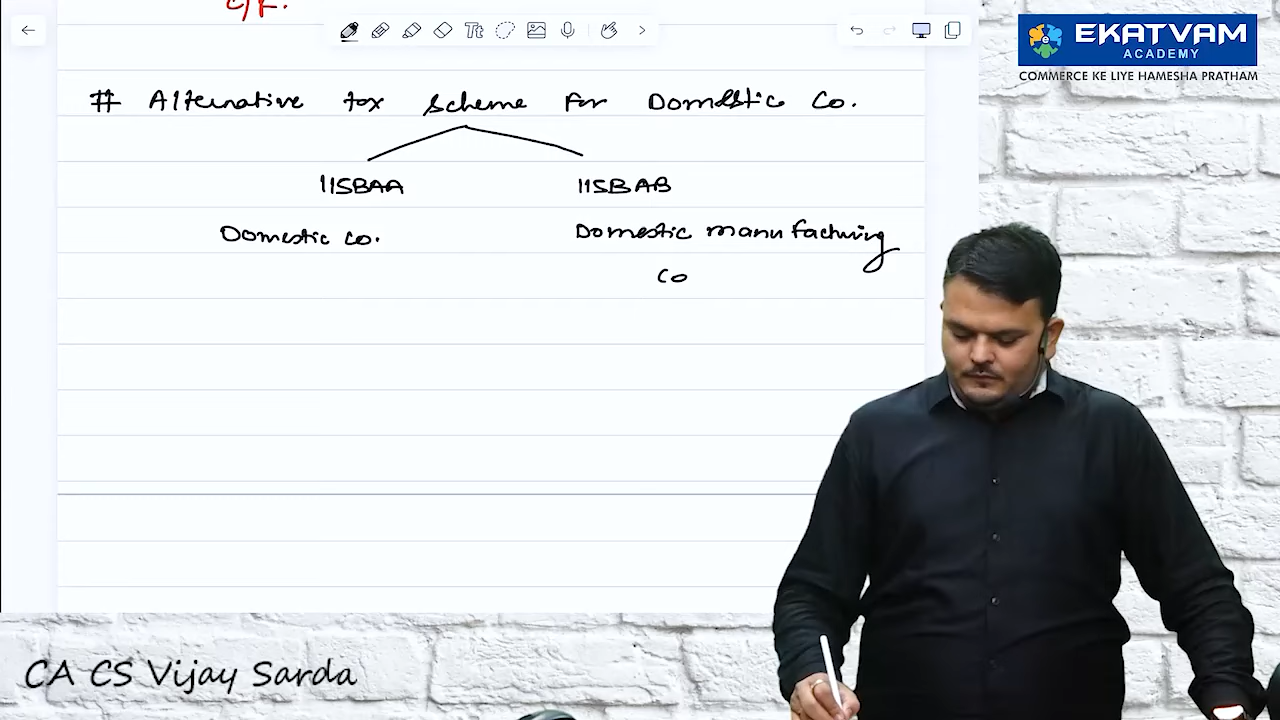 c/f.
EKATVAM
ACADEMY
COMMERCE KE LIYE HAMESHA PRATHAM
# Alternative tax scheme for Domestic Co.
115BAA 115BAB
Domestic co. Domestic manufacturing
co
Tt
CA CS Vijay Sarda